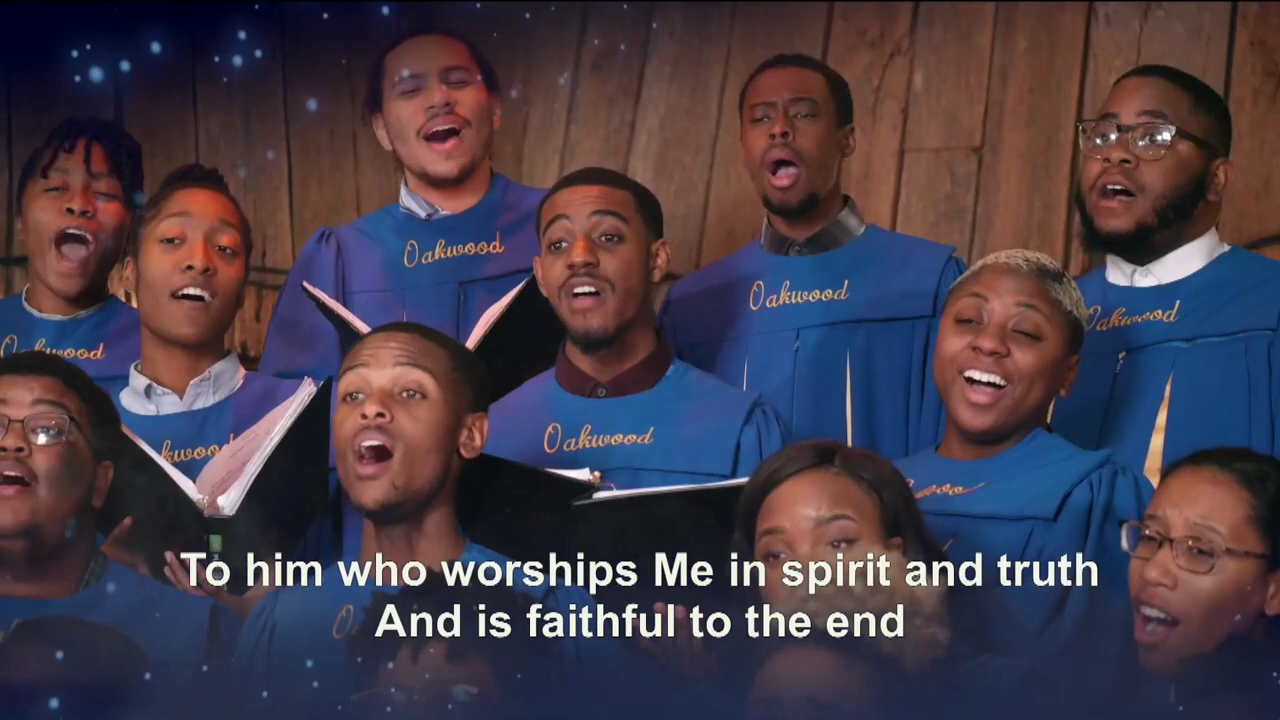 Oakwood
Oakwood
Oakwood
Oakwood
Oakwood
kwood
Oakwood
To him who worships Me in spirit and truth
And is faithful to the end